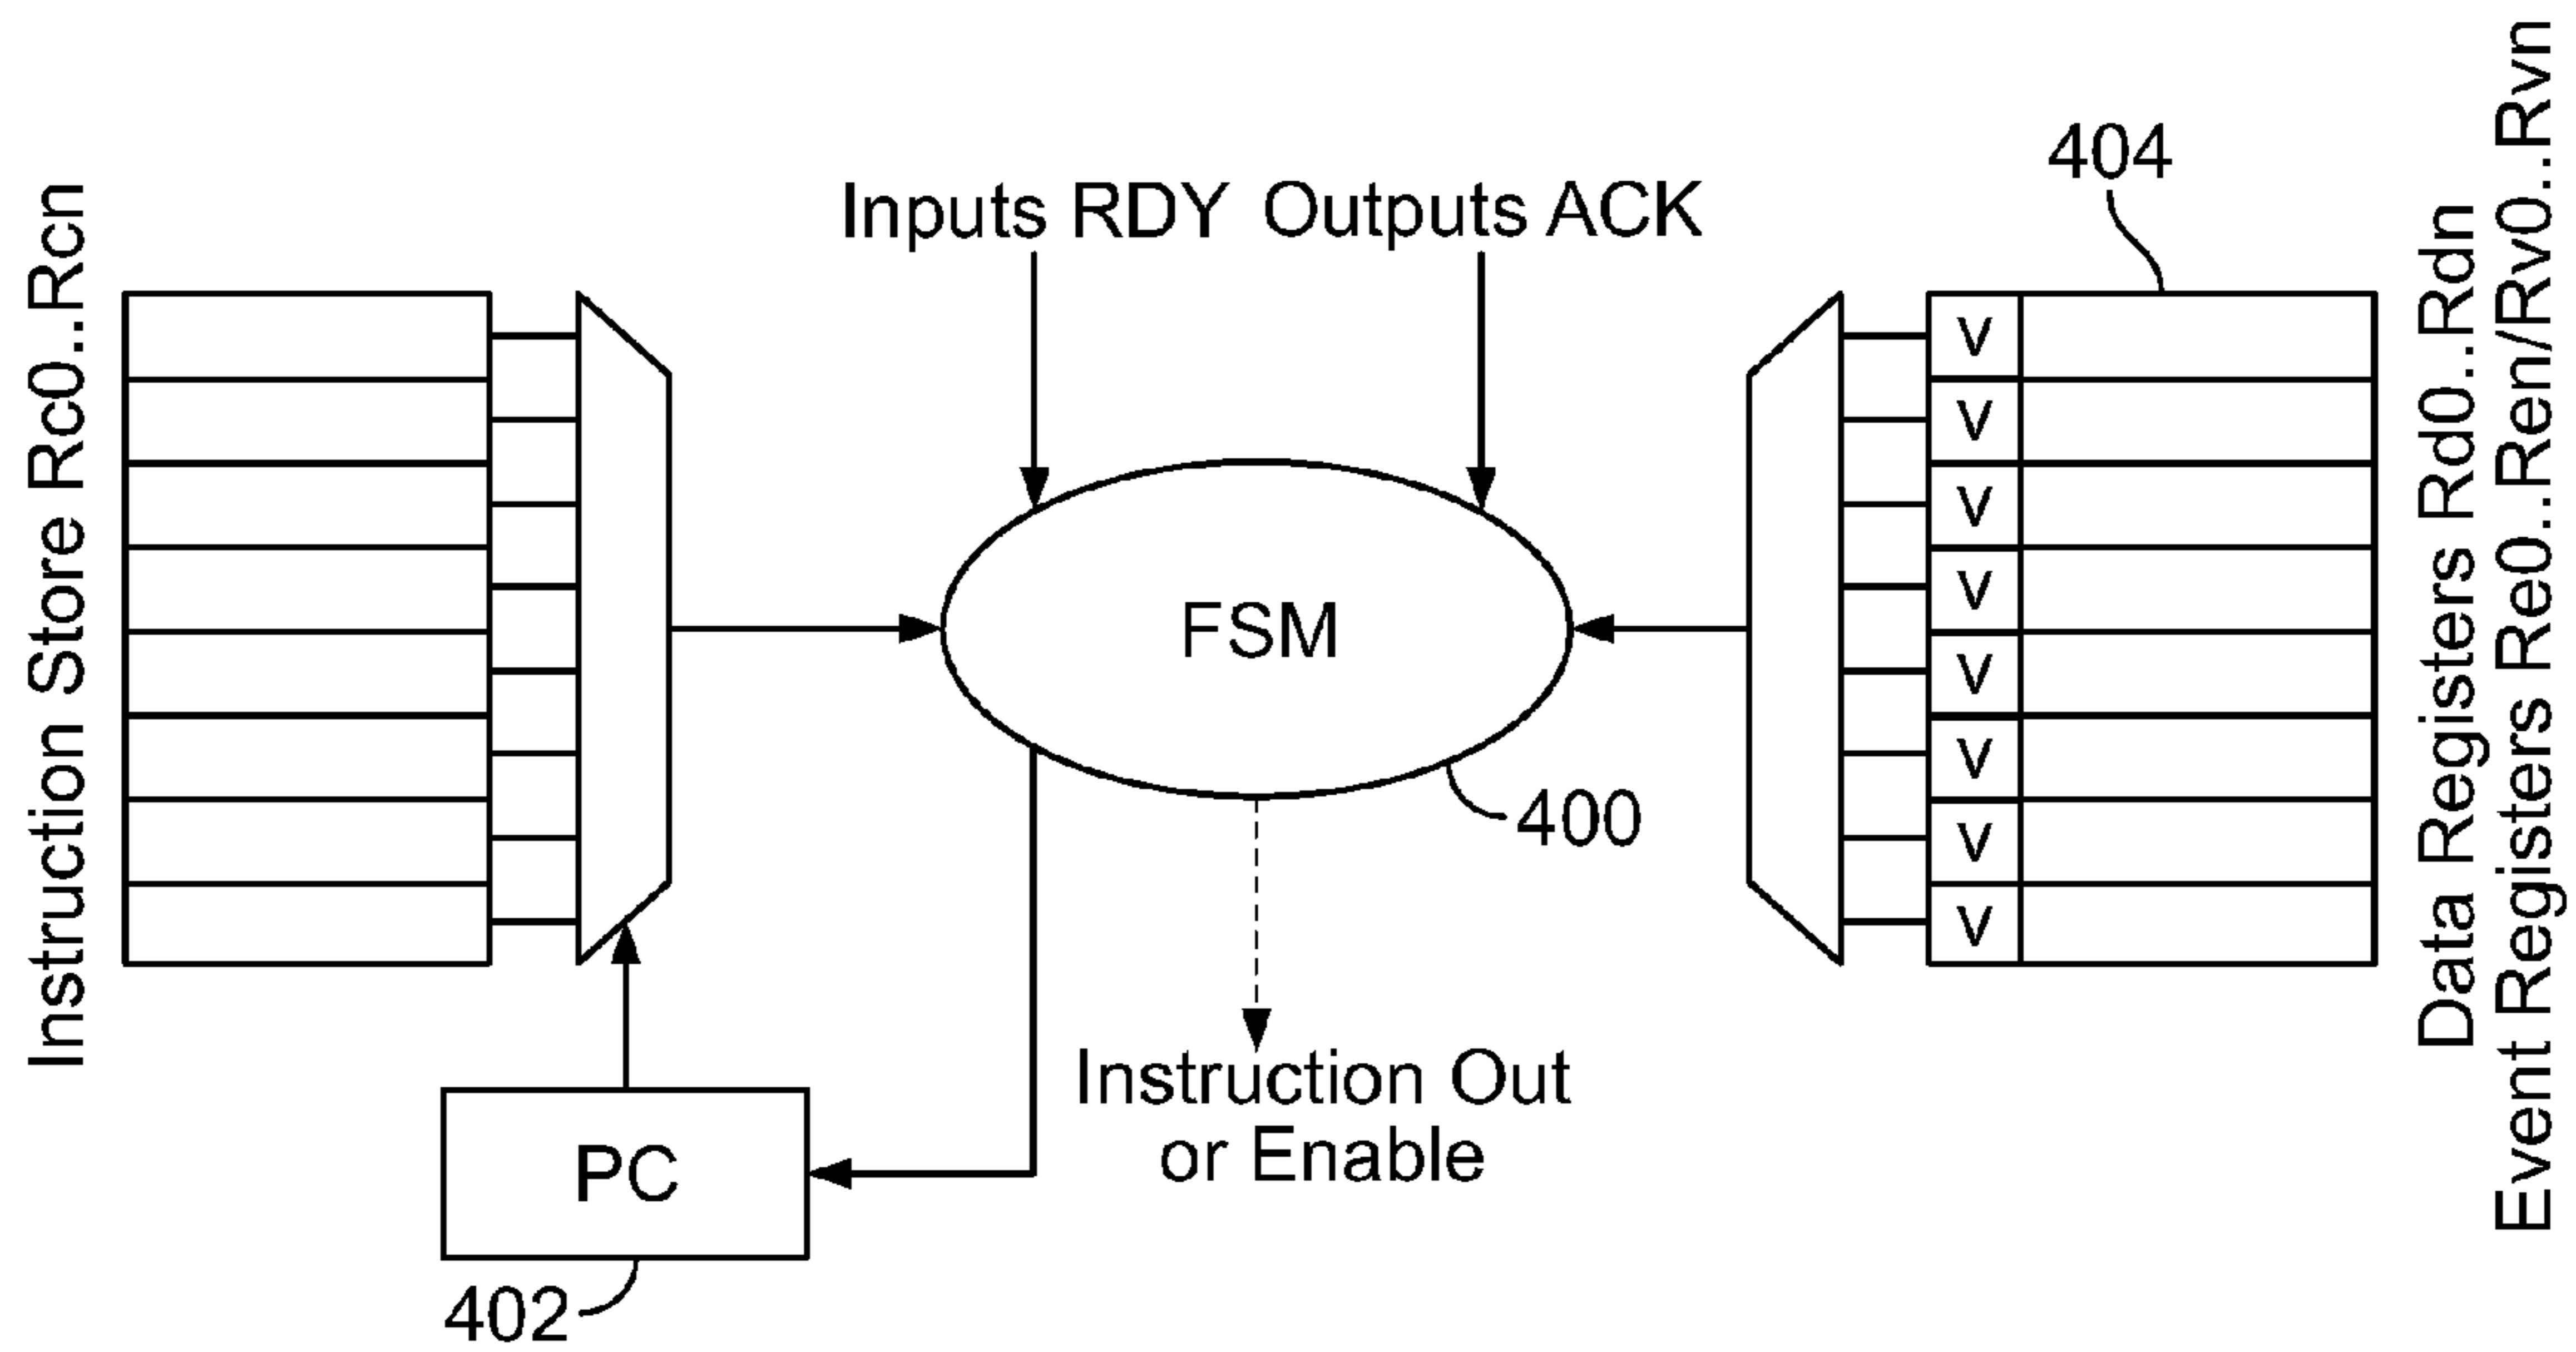 Instruction Store Rc0..Rcn
Inputs RDY
Outputs ACK
404
FSM
400
V
V
V
V
V
V
V
V
Data Registers Rd0..Rdn
Event Registers Re0..Ren/Rv0..Rvn
Instruction Out
or Enable
PC
402